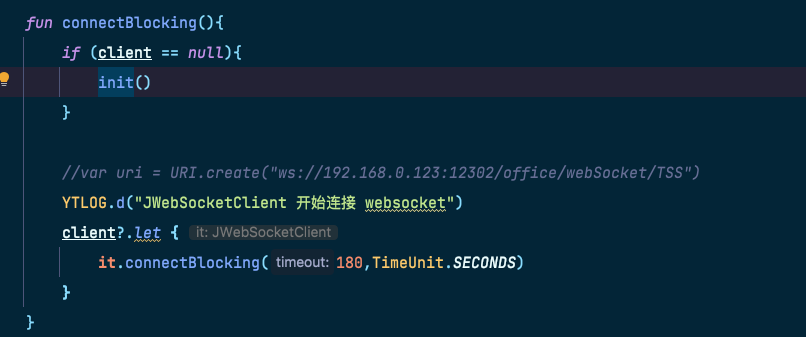 fun connectBlocking(){
if (client == null){
init()
}
//var uri = URI.create("ws://192.168.0.123:12302/office/webSocket/TSS")
YTLOG.d("JWebSocketClient 开始连接 websocket")
client?.let { it: JWebSocketClient
it.connectBlocking( timeout: 180,TimeUnit.SECONDS)
}
}